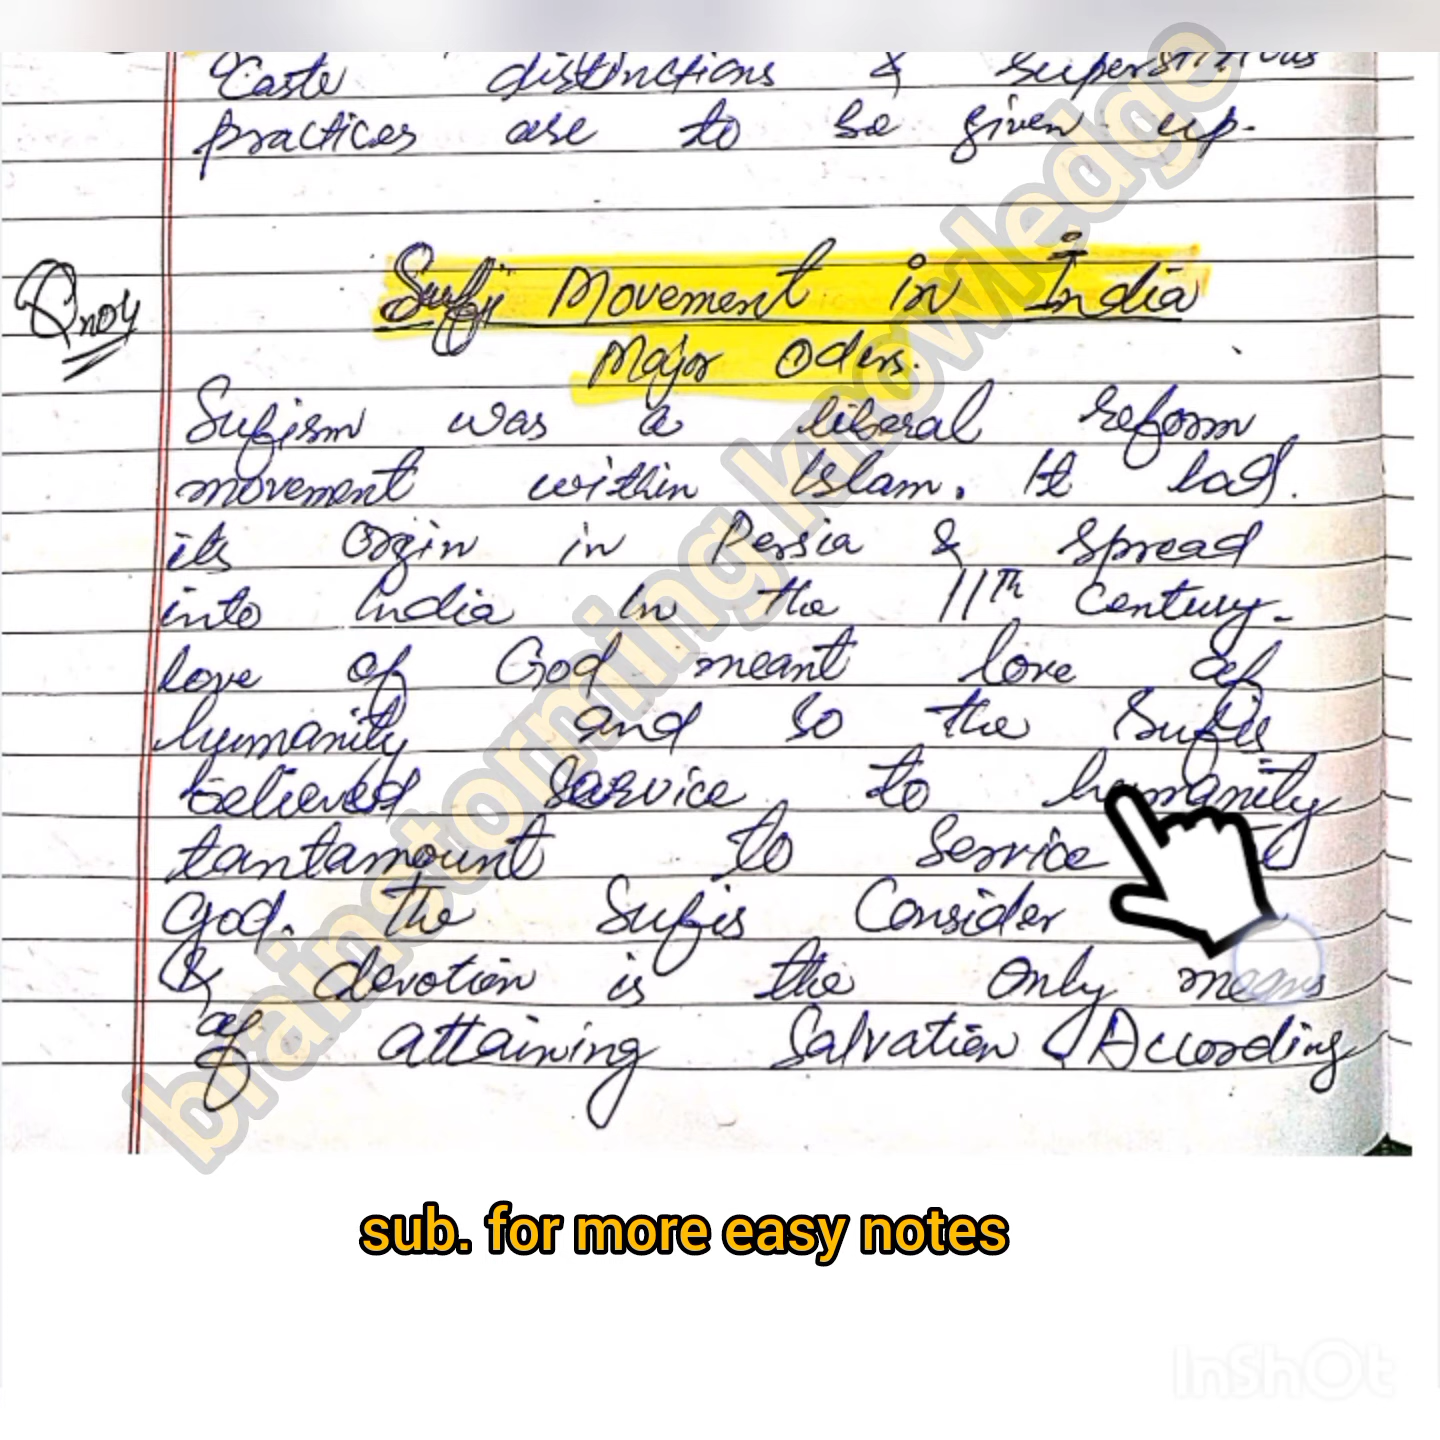 Caste distinctions & superstitious
practices are to be given up.
Qno4
Sufi Movement in India
Major Oders.
Sufism was a liberal reform
movement within Islam. It had
its orgin in Persia & spread
into India in the 11th Century.
love of God meant love of
humanity and so the Sufis
believed service to humanity
tantamount to Service
God. The Sufis Consider
& devotion is the only means
of attaining Salvation According
brainstorming knowledge
sub. for more easy notes
InShOt